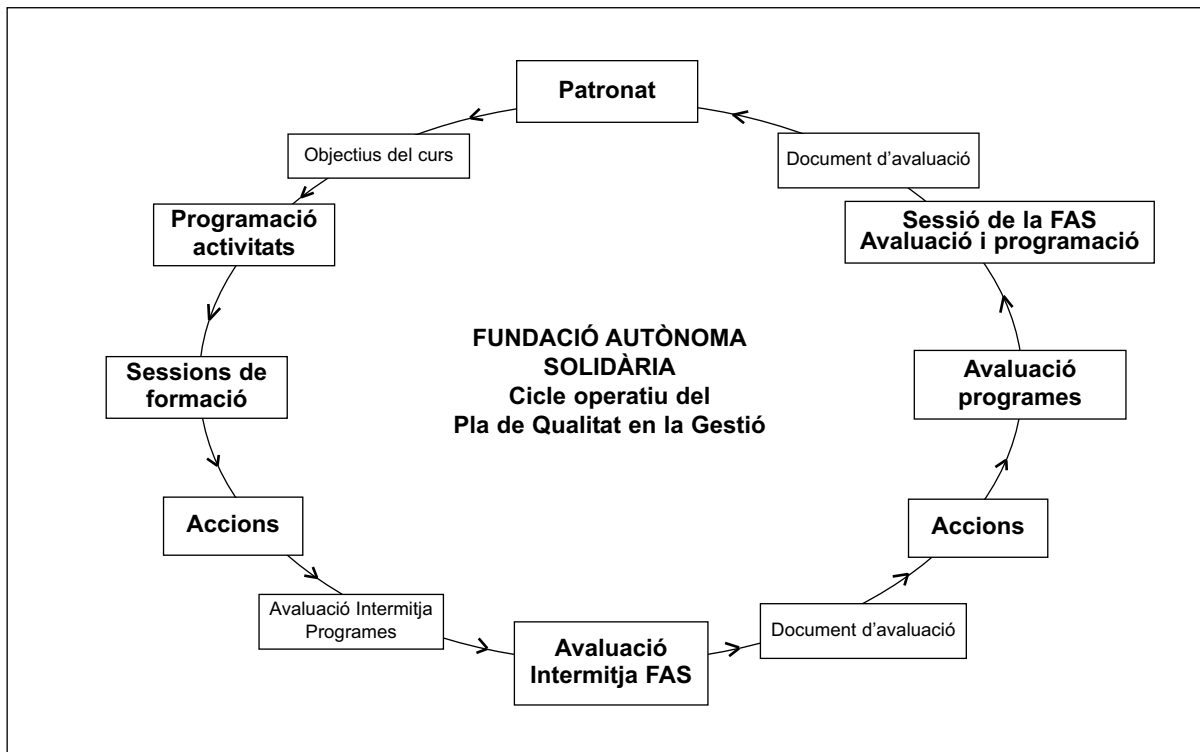 Patronat
Objectius del curs
Document d'avaluació
Programació
activitats
Sessió de la FAS
Avaluació i programació
FUNDACIÓ AUTÒNOMA
SOLIDÀRIA
Cicle operatiu del
Pla de Qualitat en la Gestió
Sessions de
formació
Avaluació
programes
Accions
Accions
Avaluació Intermitja
Programes
Avaluació
Intermitja FAS
Document d'avaluació